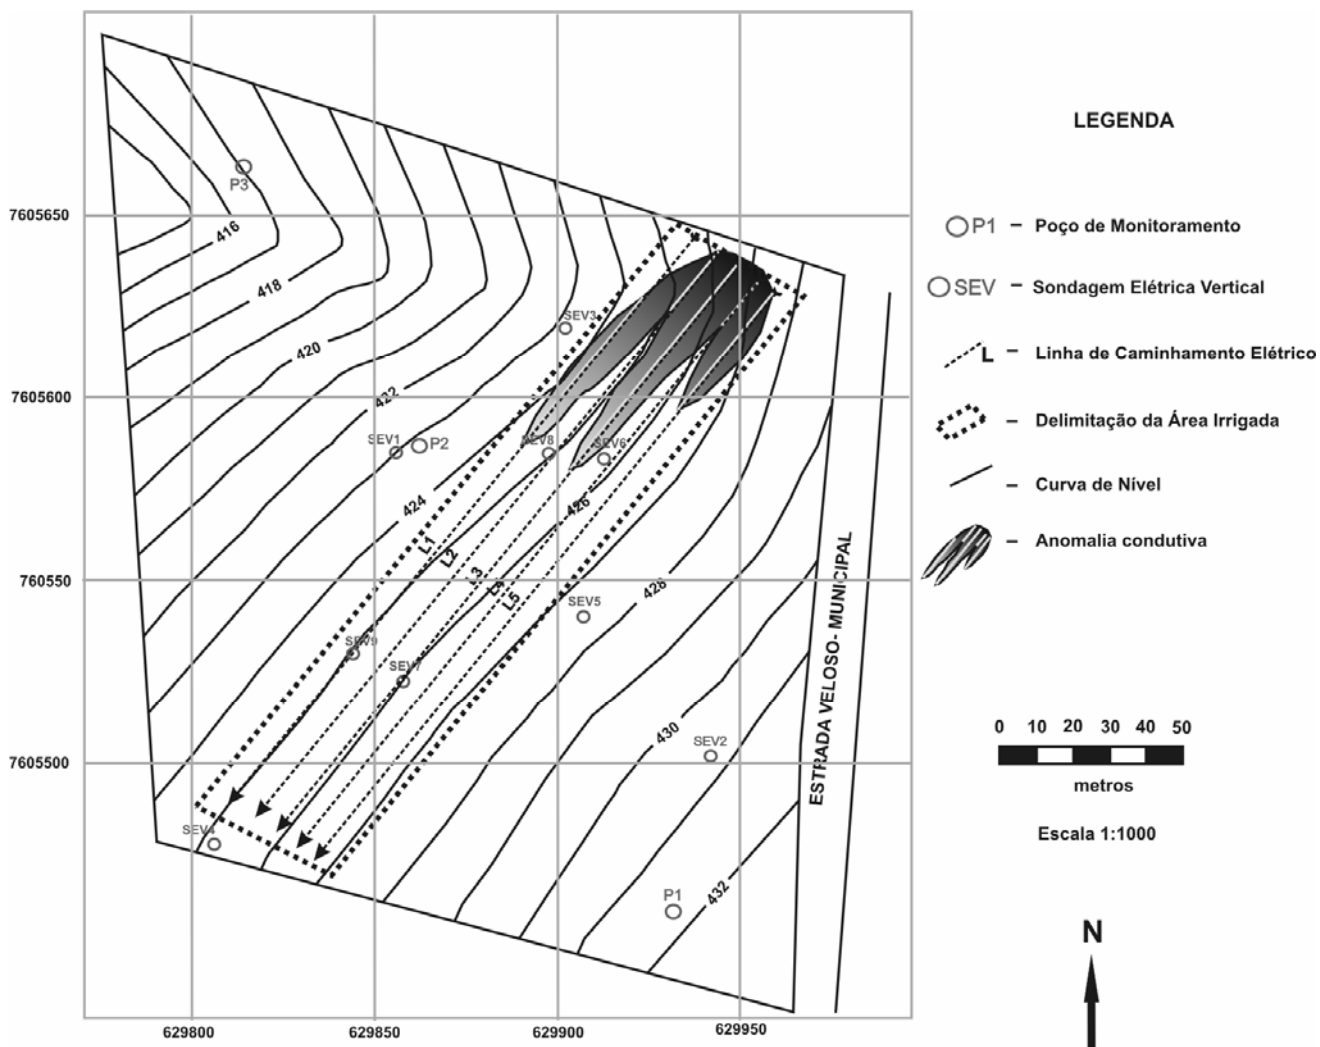 LEGENDA
P1 – Poço de Monitoramento
SEV – Sondagem Elétrica Vertical
L – Linha de Caminhamento Elétrico
– Delimitação da Área Irrigada
– Curva de Nível
– Anomalia condutiva
0 10 20 30 40 50
metros
Escala 1:1000
N
7605650
7605600
7605550
7605500
629800
629850
629900
629950
P3
416
418
SEV3
420
422
SEV1
P2
SEV8
SEV6
424
426
L1
L2
L3
L4
L5
428
SEV5
SEV9
SEV7
430
SEV2
SEV4
P1
432
ESTRADA VELOSO- MUNICIPAL